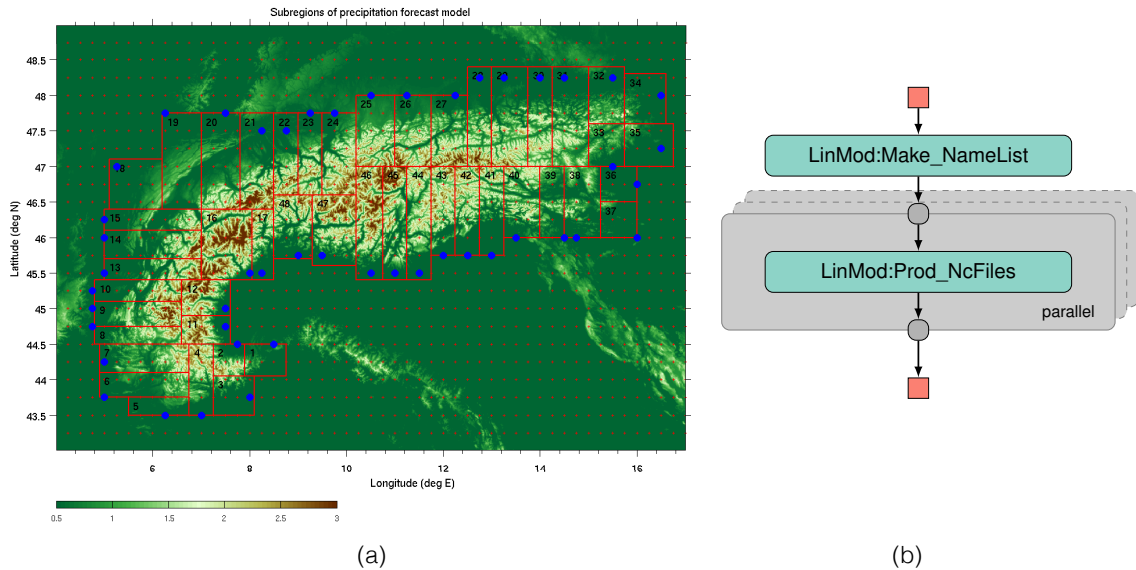 Subregions of precipitation forecast model
Latitude (deg N)
48.5
48
47.5
47
46.5
46
45.5
45
44.5
44
43.5
28 29 30 31 32 34
25 26 27
19 20 21 22 23 24
33 35
18
46 45 44 43 42 41 40 39 38 36
15 16 17 48 47 37
14
13
10 12
9
8 11
7 4 2 1
6 3
5
6 8 10 12 14 16
Longitude (deg E)
0.5 1 1.5 2 2.5 3
(a)
LinMod:Make_NameList
LinMod:Prod_NcFiles
parallel
(b)